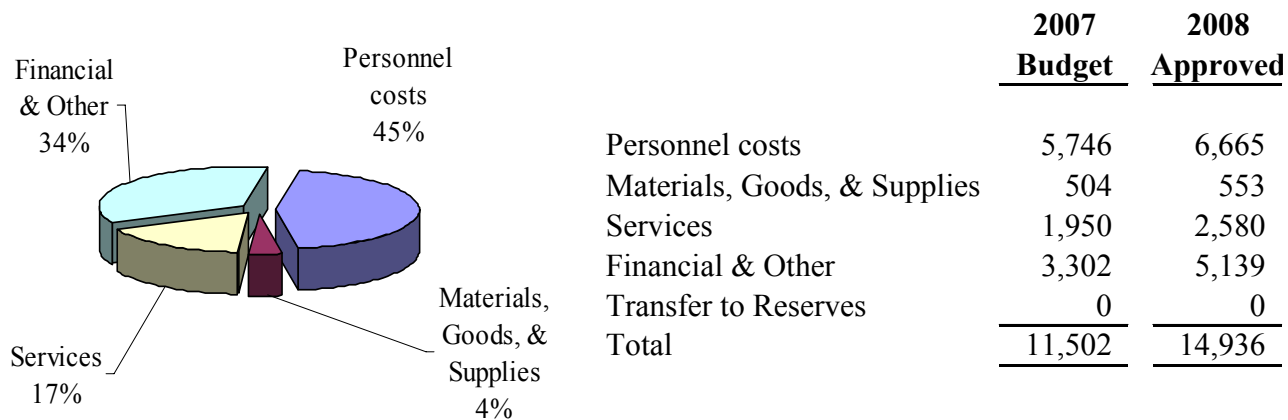 Financial
& Other
34%
Personnel
costs
45%
Services
17%
Materials,
Goods, &
Supplies
4%
2007 2008
Budget Approved
Personnel costs 5,746 6,665
Materials, Goods, & Supplies 504 553
Services 1,950 2,580
Financial & Other 3,302 5,139
Transfer to Reserves 0 0
Total 11,502 14,936